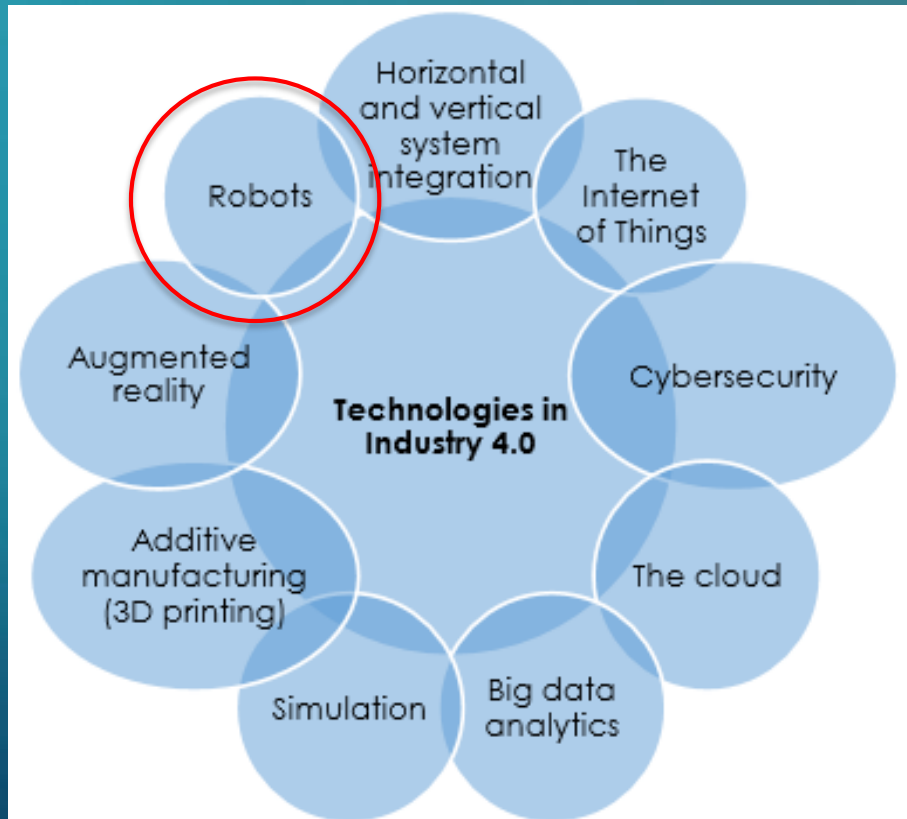 Horizontal
and vertical
system
integration
The
Internet
of Things
Cybersecurity
The cloud
Big data
analytics
Simulation
Additive
manufacturing
(3D printing)
Augmented
reality
Robots
Technologies in
Industry 4.0